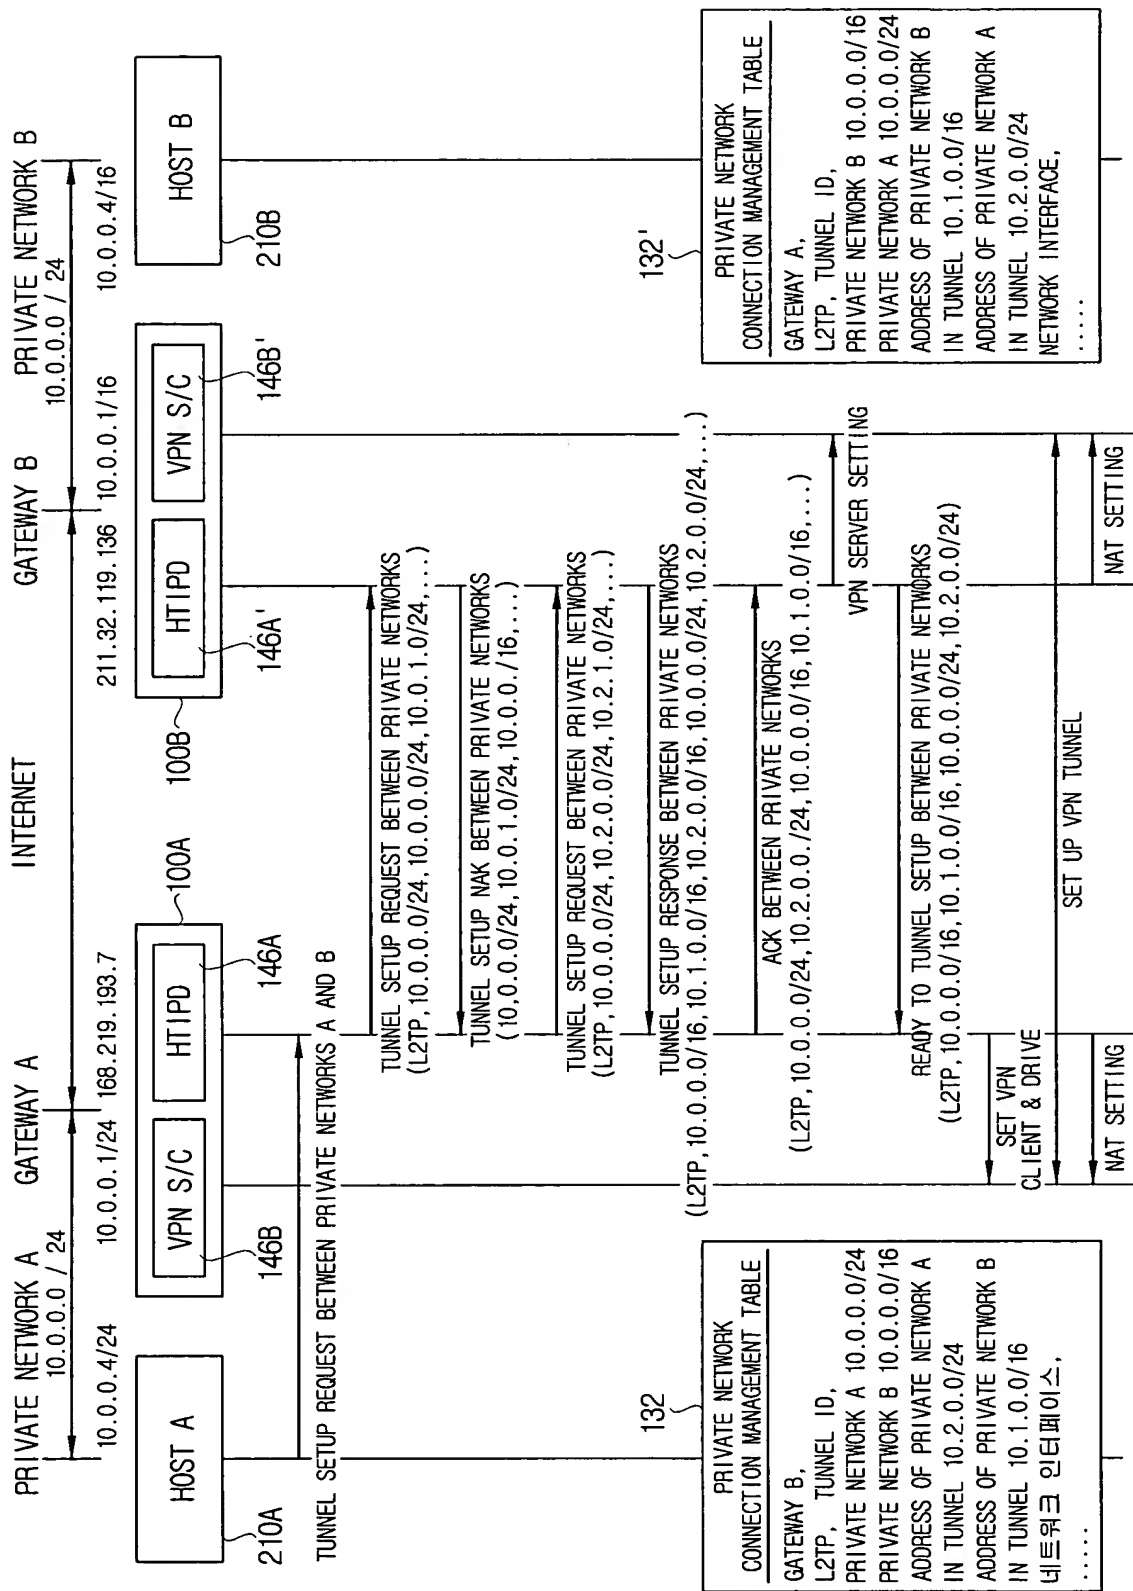 PRIVATE NETWORK A
10.0.0.0 / 24
GATEWAY A
INTERNET
GATEWAY B
PRIVATE NETWORK B
10.0.0.0 / 24
10.0.0.4/24
10.0.0.1/24
168.219.193.7
211.32.119.136
10.0.0.1/16
10.0.0.4/16
HOST A
210A
VPN S/C
146B
HTIPD
146A
100A
100B
HTIPD
146A'
VPN S/C
146B'
HOST B
210B
TUNNEL SETUP REQUEST BETWEEN PRIVATE NETWORKS A AND B
TUNNEL SETUP REQUEST BETWEEN PRIVATE NETWORKS
(L2TP,10.0.0.0/24,10.0.0.0/24,10.0.1.0/24,...)
TUNNEL SETUP NAK BETWEEN PRIVATE NETWORKS
(10,0.0.0/24,10.0.1.0/24,10.0.0./16,...)
TUNNEL SETUP REQUEST BETWEEN PRIVATE NETWORKS
(L2TP,10.0.0.0/24,10.2.0.0/24,10.2.1.0/24,...)
TUNNEL SETUP RESPONSE BETWEEN PRIVATE NETWORKS
(L2TP,10.0.0.0/16,10.1.0.0/16,10.2.0.0/16,10.0.0.0/24,10.2.0.0/24,...)
ACK BETWEEN PRIVATE NETWORKS
(L2TP,10.0.0.0/24,10.2.0.0./24,10.0.0.0/16,10.1.0.0/16,...)
VPN SERVER SETTING
READY TO TUNNEL SETUP BETWEEN PRIVATE NETWORKS
(L2TP,10.0.0.0/16,10.1.0.0/16,10.0.0.0/24,10.2.0.0/24)
SET VPN
CLIENT & DRIVE
SET UP VPN TUNNEL
NAT SETTING
NAT SETTING
132
PRIVATE NETWORK
CONNECTION MANAGEMENT TABLE
GATEWAY B,
L2TP, TUNNEL ID,
PRIVATE NETWORK A 10.0.0.0/24
PRIVATE NETWORK B 10.0.0.0/16
ADDRESS OF PRIVATE NETWORK A
IN TUNNEL 10.2.0.0/24
ADDRESS OF PRIVATE NETWORK B
IN TUNNEL 10.1.0.0/16
네트워크 인터페이스,
.....
132'
PRIVATE NETWORK
CONNECTION MANAGEMENT TABLE
GATEWAY A,
L2TP, TUNNEL ID,
PRIVATE NETWORK B 10.0.0.0/16
PRIVATE NETWORK A 10.0.0.0/24
ADDRESS OF PRIVATE NETWORK B
IN TUNNEL 10.1.0.0/16
ADDRESS OF PRIVATE NETWORK A
IN TUNNEL 10.2.0.0/24
NETWORK INTERFACE,
.....